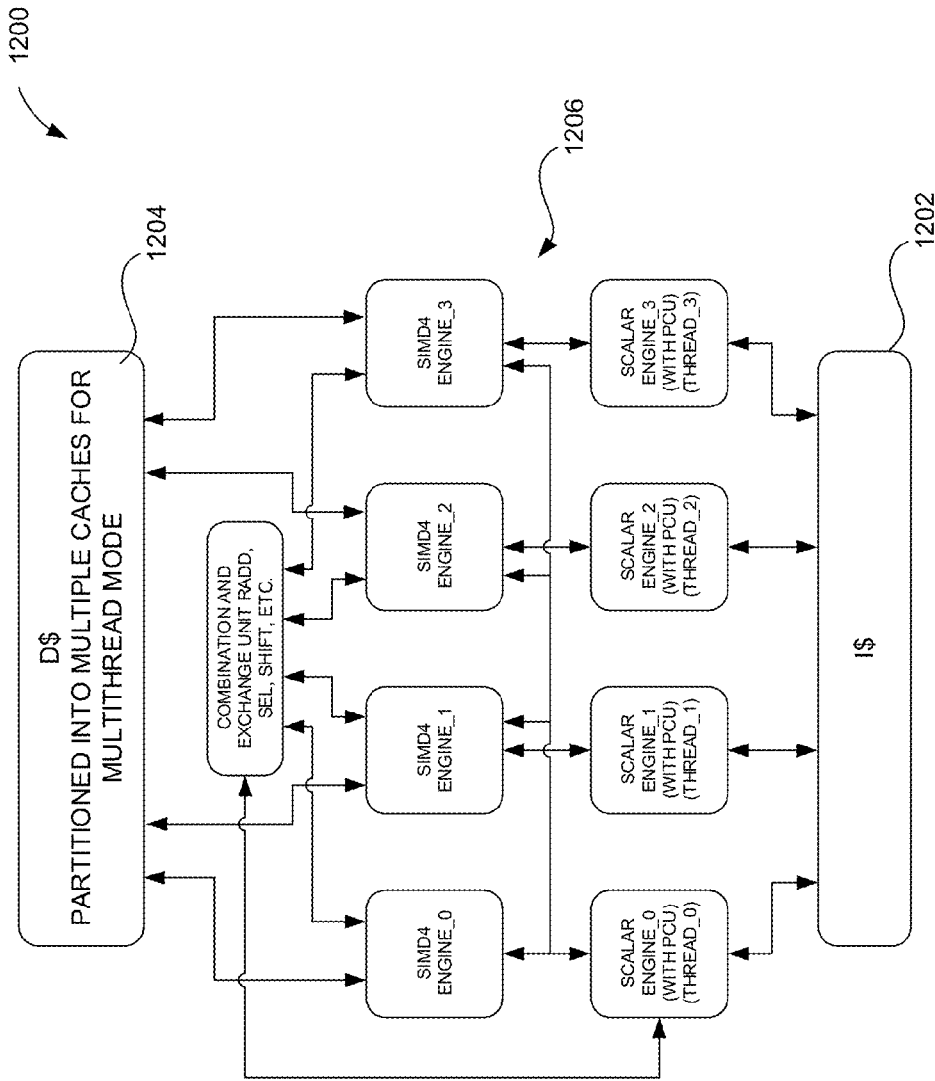 1200
D$
PARTITIONED INTO MULTIPLE CACHES FOR
MULTITHREAD MODE
1204
COMBINATION AND
EXCHANGE UNIT RADD,
SEL, SHIFT, ETC.
SIMD4
ENGINE_0
SIMD4
ENGINE_1
SIMD4
ENGINE_2
SIMD4
ENGINE_3
1206
SCALAR
ENGINE_0
(WITH PCU)
(THREAD_0)
SCALAR
ENGINE_1
(WITH PCU)
(THREAD_1)
SCALAR
ENGINE_2
(WITH PCU)
(THREAD_2)
SCALAR
ENGINE_3
(WITH PCU)
(THREAD_3)
I$
1202